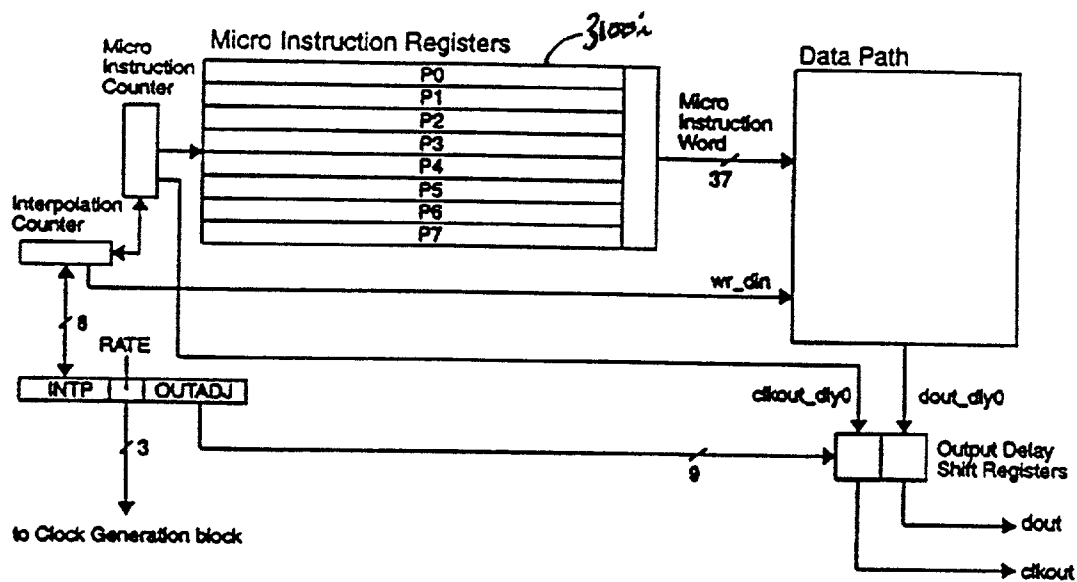 Micro
Instruction
Counter
Micro Instruction Registers
3100i
Data Path
P0
P1
P2
P3
P4
P5
P6
P7
Micro
Instruction
Word
37
Interpolation
Counter
wr_din
8
RATE
INTP
OUTADJ
clkout_dly0
dout_dly0
3
9
Output Delay
Shift Registers
to Clock Generation block
dout
clkout